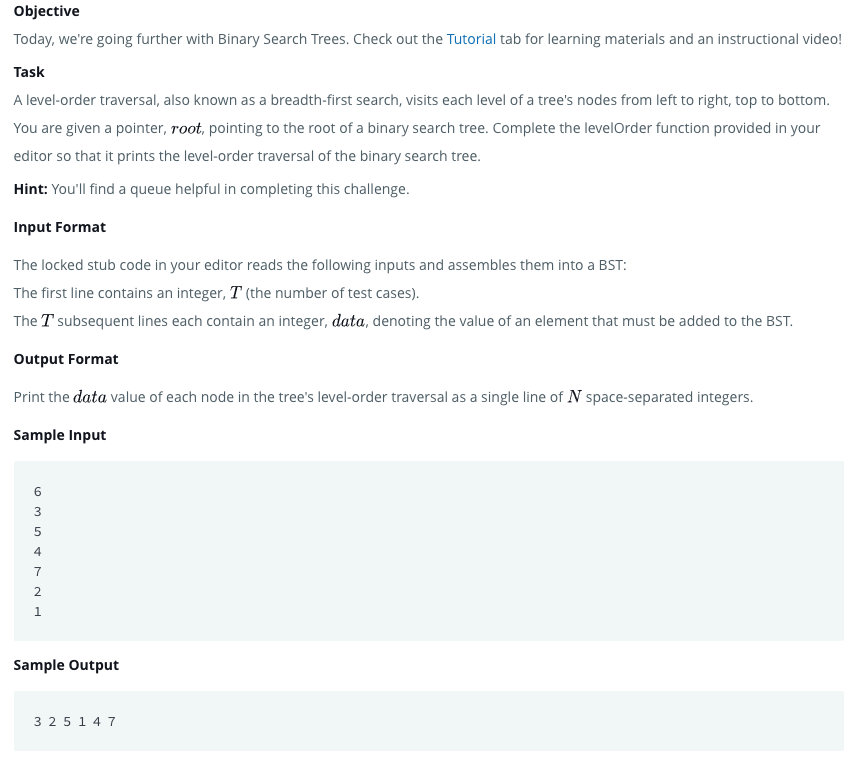 Objective
Today, we're going further with Binary Search Trees. Check out the Tutorial tab for learning materials and an instructional video!
Task
A level-order traversal, also known as a breadth-first search, visits each level of a tree's nodes from left to right, top to bottom.
You are given a pointer, root, pointing to the root of a binary search tree. Complete the levelOrder function provided in your
editor so that it prints the level-order traversal of the binary search tree.
Hint: You'll find a queue helpful in completing this challenge.
Input Format
The locked stub code in your editor reads the following inputs and assembles them into a BST:
The first line contains an integer, T (the number of test cases).
The T subsequent lines each contain an integer, data, denoting the value of an element that must be added to the BST.
Output Format
Print the data value of each node in the tree's level-order traversal as a single line of N space-separated integers.
Sample Input
6
3
5
4
7
2
1
Sample Output
3 2 5 1 4 7